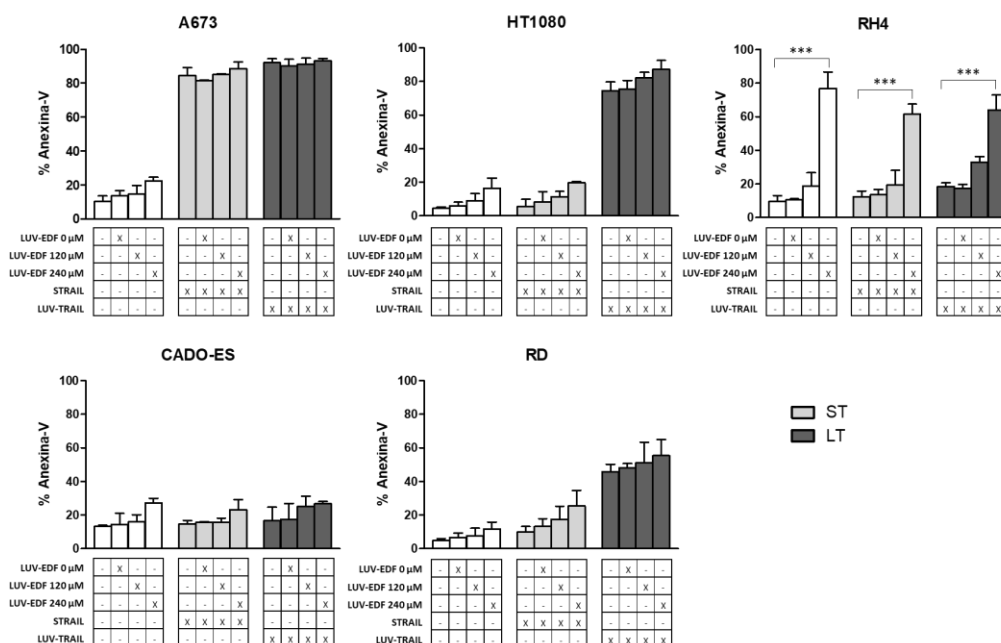 A673
HT1080
RH4
% Anexina-V
100
80
60
40
20
0
% Anexina-V
100
80
60
40
20
0
% Anexina-V
100
80
60
40
20
0
***
***
***
LUV-EDF 0 µM - X - - - X - - - X - -
LUV-EDF 120 µM - - X - - - X - - - X -
LUV-EDF 240 µM - - - X - - - X - - - X
STRAIL - - - - X X X X - - - -
LUV-TRAIL - - - - - - - - X X X X
LUV-EDF 0 µM - X - - - X - - - X - -
LUV-EDF 120 µM - - X - - - X - - - X -
LUV-EDF 240 µM - - - X - - - X - - - X
STRAIL - - - - X X X X - - - -
LUV-TRAIL - - - - - - - - X X X X
LUV-EDF 0 µM - X - - - X - - - X - -
LUV-EDF 120 µM - - X - - - X - - - X -
LUV-EDF 240 µM - - - X - - - X - - - X
STRAIL - - - - X X X X - - - -
LUV-TRAIL - - - - - - - - X X X X
CADO-ES
RD
% Anexina-V
100
80
60
40
20
0
% Anexina-V
100
80
60
40
20
0
ST
LT
LUV-EDF 0 µM - X - - - X - - - X - -
LUV-EDF 120 µM - - X - - - X - - - X -
LUV-EDF 240 µM - - - X - - - X - - - X
STRAIL - - - - X X X X - - - -
LUV-TRAIL - - - - - - - - X X X X
LUV-EDF 0 µM - X - - - X - - - X - -
LUV-EDF 120 µM - - X - - - X - - - X -
LUV-EDF 240 µM - - - X - - - X - - - X
STRAIL - - - - X X X X - - - -
LUV-TRAIL - - - - - - - - X X X X